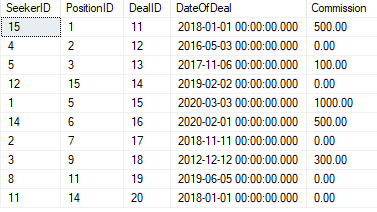 SeekerID PositionID DealID DateOfDeal Commission
15 1 11 2018-01-01 00:00:00.000 500.00
4 2 12 2016-05-03 00:00:00.000 0.00
5 3 13 2017-11-06 00:00:00.000 100.00
12 15 14 2019-02-02 00:00:00.000 0.00
1 5 15 2020-03-03 00:00:00.000 1000.00
14 6 16 2020-02-01 00:00:00.000 500.00
2 7 17 2018-11-11 00:00:00.000 0.00
3 9 18 2012-12-12 00:00:00.000 300.00
8 11 19 2019-06-05 00:00:00.000 0.00
11 14 20 2018-01-01 00:00:00.000 0.00